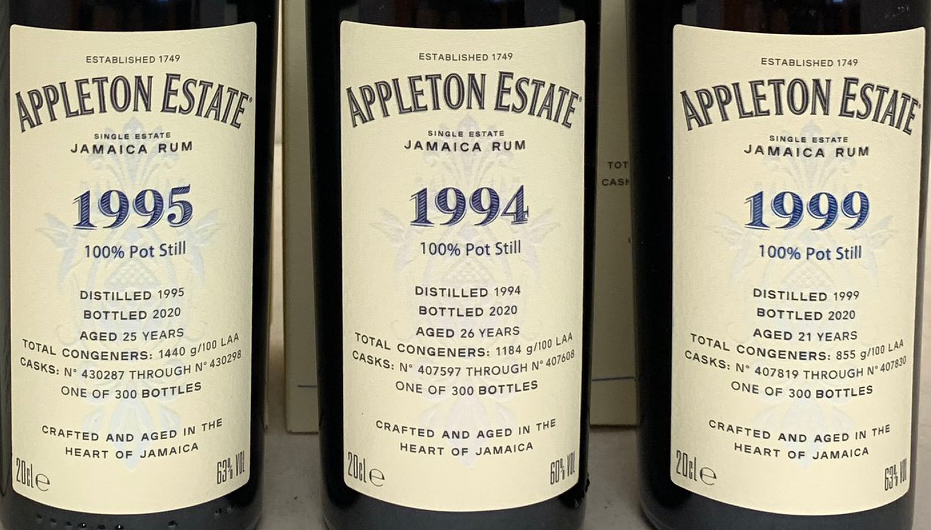 ESTABLISHED 1749
APPLETON ESTATE®
SINGLE ESTATE
JAMAICA RUM
1995
100% Pot Still
DISTILLED 1995
BOTTLED 2020
AGED 25 YEARS
TOTAL CONGENERS: 1440 g/100 LAA
CASKS: N° 430287 THROUGH N° 430298
ONE OF 300 BOTTLES
CRAFTED AND AGED IN THE
HEART OF JAMAICA
20cl e 63% VOL
ESTABLISHED 1749
APPLETON ESTATE®
SINGLE ESTATE
JAMAICA RUM
1994
100% Pot Still
DISTILLED 1994
BOTTLED 2020
AGED 26 YEARS
TOTAL CONGENERS: 1184 g/100 LAA
CASKS: N° 407597 THROUGH N° 407608
ONE OF 300 BOTTLES
CRAFTED AND AGED IN THE
HEART OF JAMAICA
20cl e 60% VOL
TOT
CASK
ESTABLISHED 1749
APPLETON ESTATE®
SINGLE ESTATE
JAMAICA RUM
1999
100% Pot Still
DISTILLED 1999
BOTTLED 2020
AGED 21 YEARS
TOTAL CONGENERS: 855 g/100 LAA
CASKS: N° 407819 THROUGH N° 407830
ONE OF 300 BOTTLES
CRAFTED AND AGED IN THE
HEART OF JAMAICA
20cl e 63% VOL